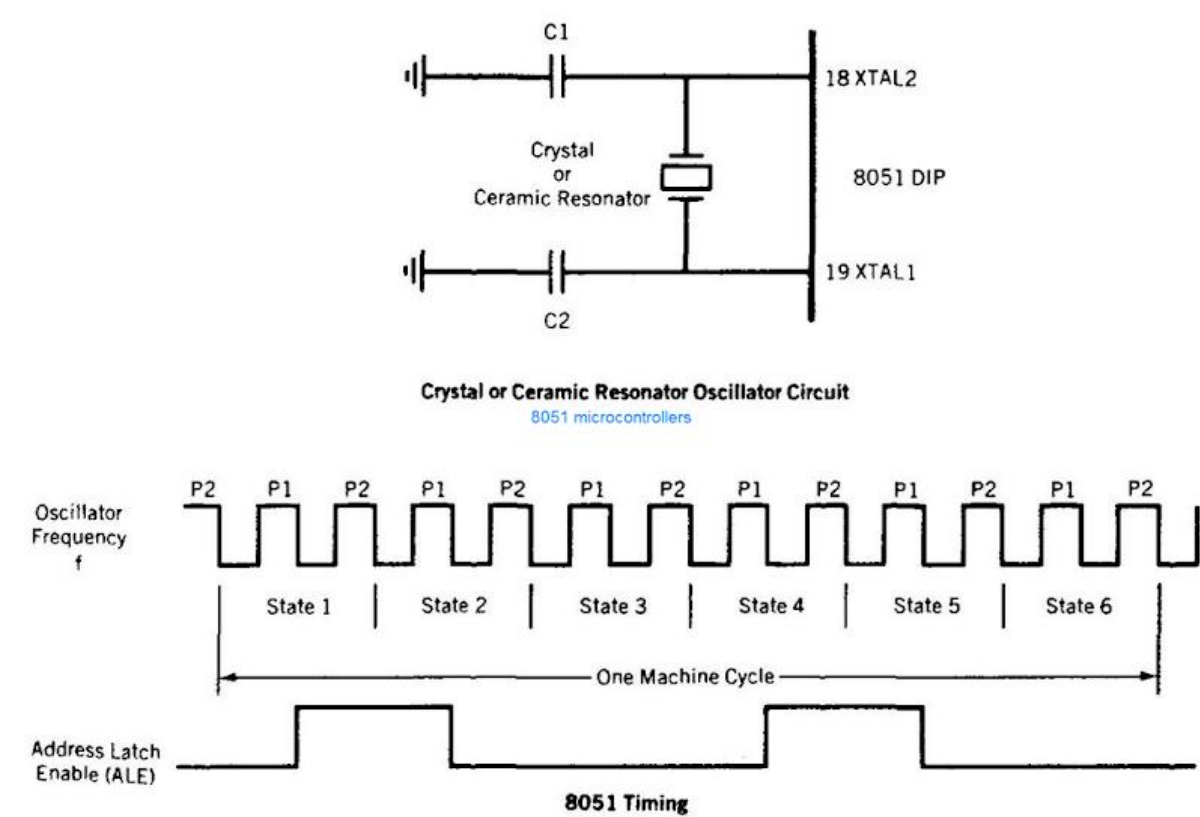 C1
18 XTAL2
Crystal
or
Ceramic Resonator
8051 DIP
19 XTAL1
C2
Crystal or Ceramic Resonator Oscillator Circuit
8051 microcontrollers
P2 P1 P2 P1 P2 P1 P2 P1 P2 P1 P2 P1 P2
Oscillator
Frequency
f
State 1 State 2 State 3 State 4 State 5 State 6
One Machine Cycle
Address Latch
Enable (ALE)
8051 Timing